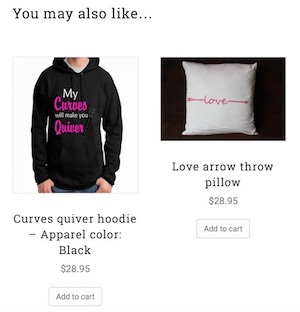 You may also like...
My
Curves
will make you
Quiver
Curves quiver hoodie
– Apparel color:
Black
$28.95
Add to cart
love
Love arrow throw
pillow
$28.95
Add to cart